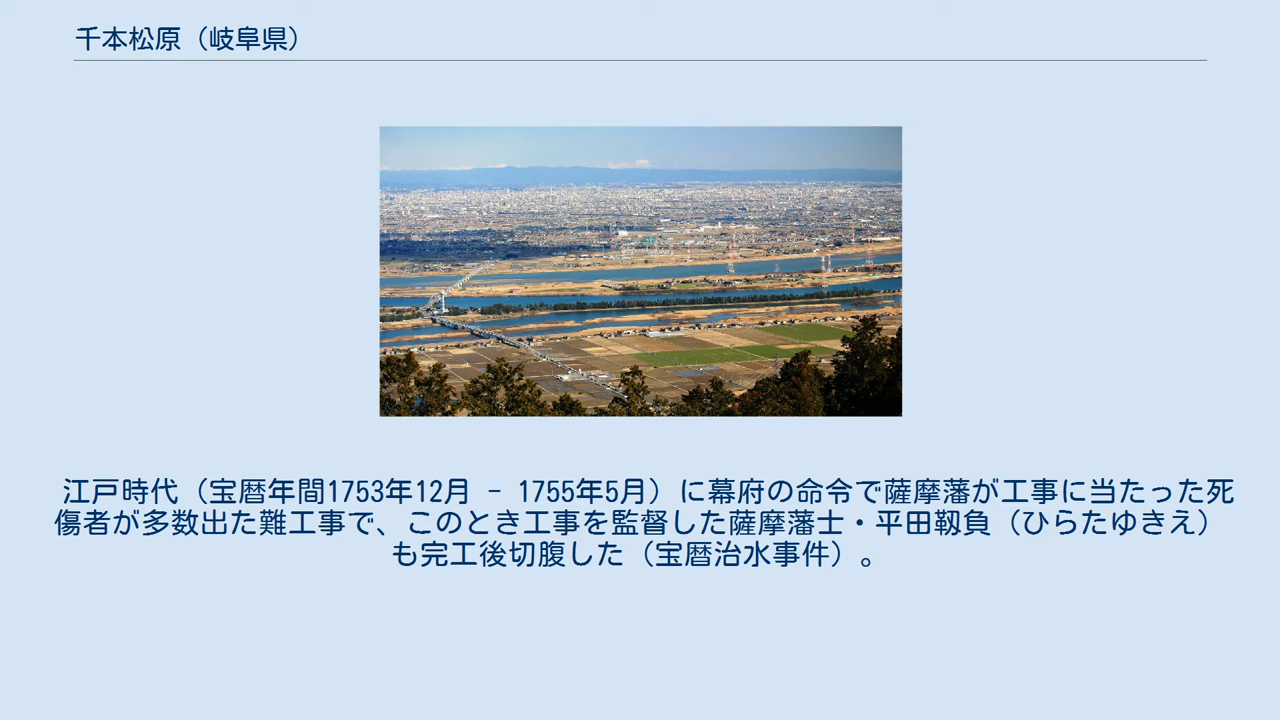 千本松原（岐阜県）
江戸時代（宝暦年間1753年12月 - 1755年5月）に幕府の命令で薩摩藩が工事に当たった死
傷者が多数出た難工事で、このとき工事を監督した薩摩藩士・平田靱負（ひらたゆきえ）
も完工後切腹した（宝暦治水事件）。